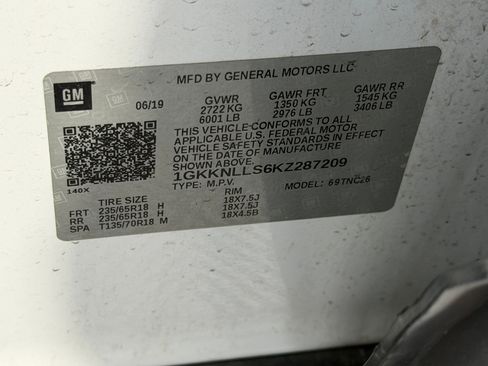 MFD BY GENERAL MOTORS LLC
GM
06/19 GVWR GAWR FRT GAWR RR
2722 KG 1350 KG 1545 KG
6001 LB 2976 LB 3406 LB
THIS VEHICLE CONFORMS TO ALL
APPLICABLE U.S. FEDERAL MOTOR
VEHICLE SAFETY STANDARDS IN EFFECT
ON THE DATE OF MANUFACTURE
SHOWN ABOVE.
1GKKNLLS6KZ287209
140X TYPE: M.P.V. MODEL: 69TNC26
TIRE SIZE RIM
FRT 235/65R18 H 18X7.5J
RR 235/65R18 H 18X7.5J
SPA T135/70R18 M 18X4.5B